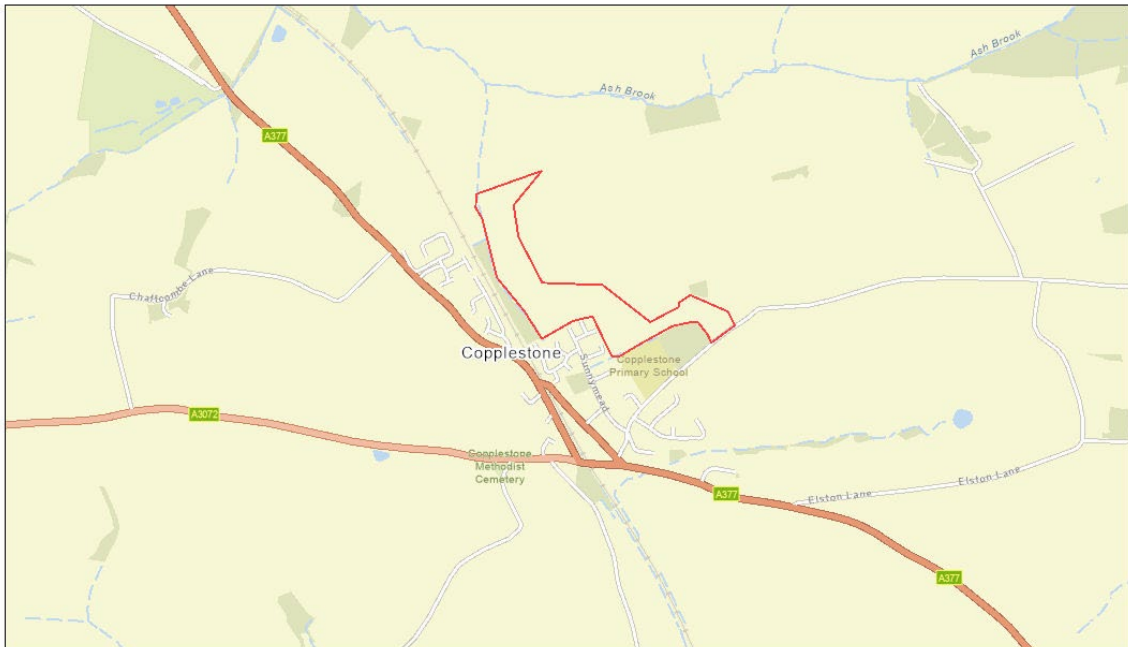 Ash Brook
Ash Brook
A377
Chaffcombe Lane
Copplestone
Copplestone
Primary School
Sunnymead
A3072
Copplestone
Methodist
Cemetery
A377
Elston Lane
Elston Lane
A377